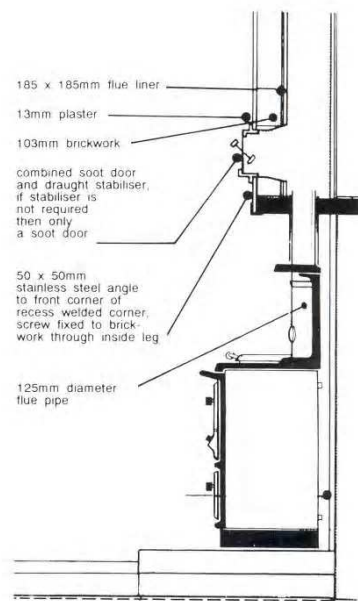 185 x 185mm flue liner
13mm plaster
103mm brickwork
combined soot door
and draught stabiliser,
if stabiliser is
not required
then only
a soot door
50 x 50mm
stainless steel angle
to front corner of
recess welded corner,
screw fixed to brick-
work through inside leg
125mm diameter
flue pipe